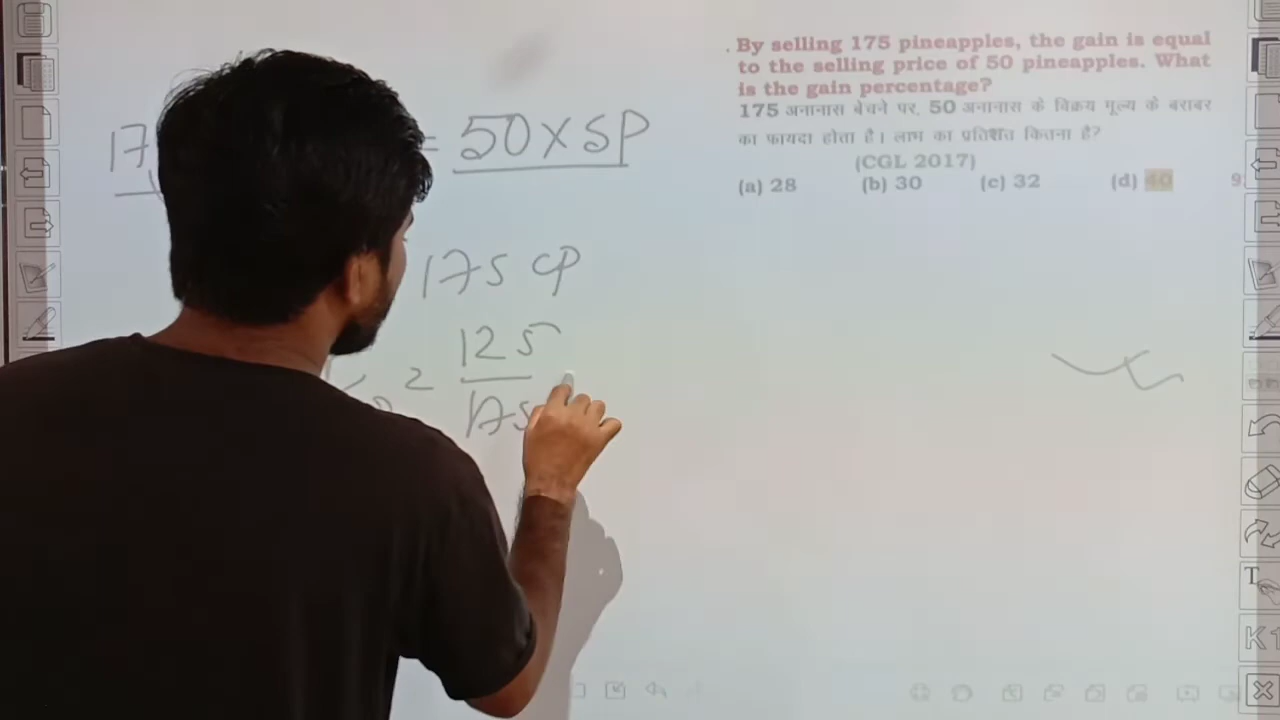 . By selling 175 pineapples, the gain is equal
to the selling price of 50 pineapples. What
is the gain percentage?
175 अनानास बेचने पर, 50 अनानास के विक्रय मूल्य के बराबर
का फायदा होता है। लाभ का प्रतिशत कितना है?
(CGL 2017)
(a) 28 (b) 30 (c) 32 (d) 40
17 = 50 X SP
175 CP
= 125
175
T
K1